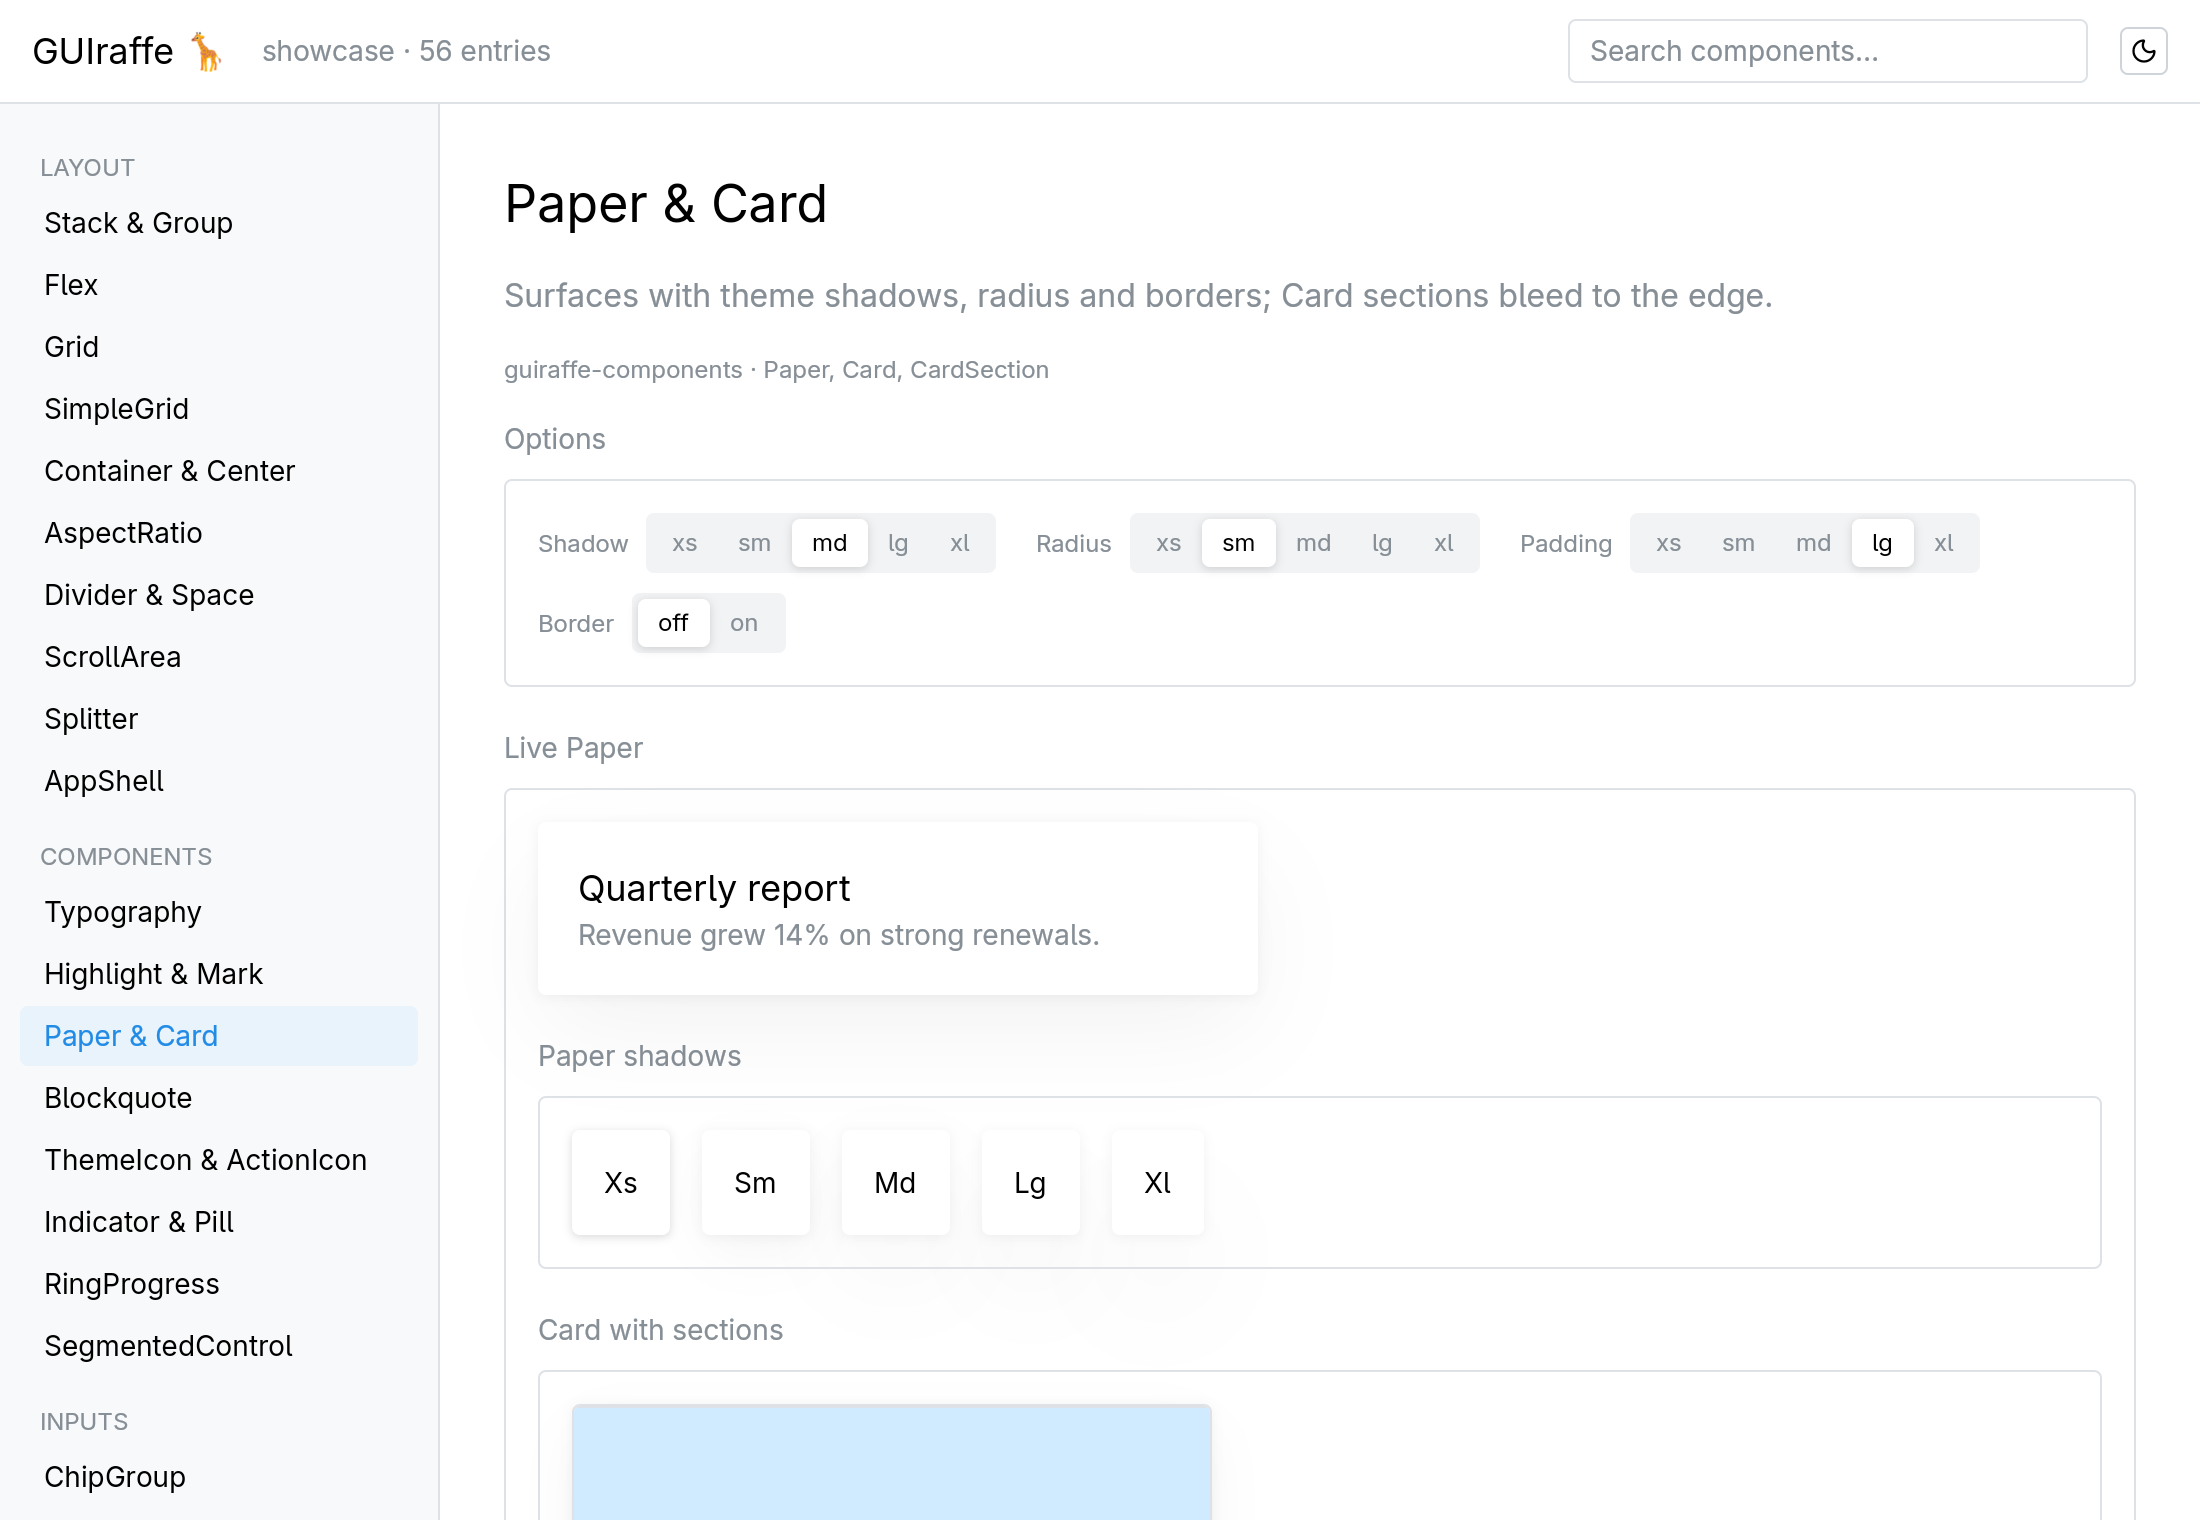 GUIraffe 🦒 showcase · 56 entries Search components...
LAYOUT
Stack & Group
Flex
Grid
SimpleGrid
Container & Center
AspectRatio
Divider & Space
ScrollArea
Splitter
AppShell
COMPONENTS
Typography
Highlight & Mark
Paper & Card
Blockquote
ThemeIcon & ActionIcon
Indicator & Pill
RingProgress
SegmentedControl
INPUTS
ChipGroup
Paper & Card
Surfaces with theme shadows, radius and borders; Card sections bleed to the edge.
guiraffe-components · Paper, Card, CardSection
Options
Shadow xs sm md lg xl Radius xs sm md lg xl Padding xs sm md lg xl
Border off on
Live Paper
Quarterly report
Revenue grew 14% on strong renewals.
Paper shadows
Xs Sm Md Lg Xl
Card with sections